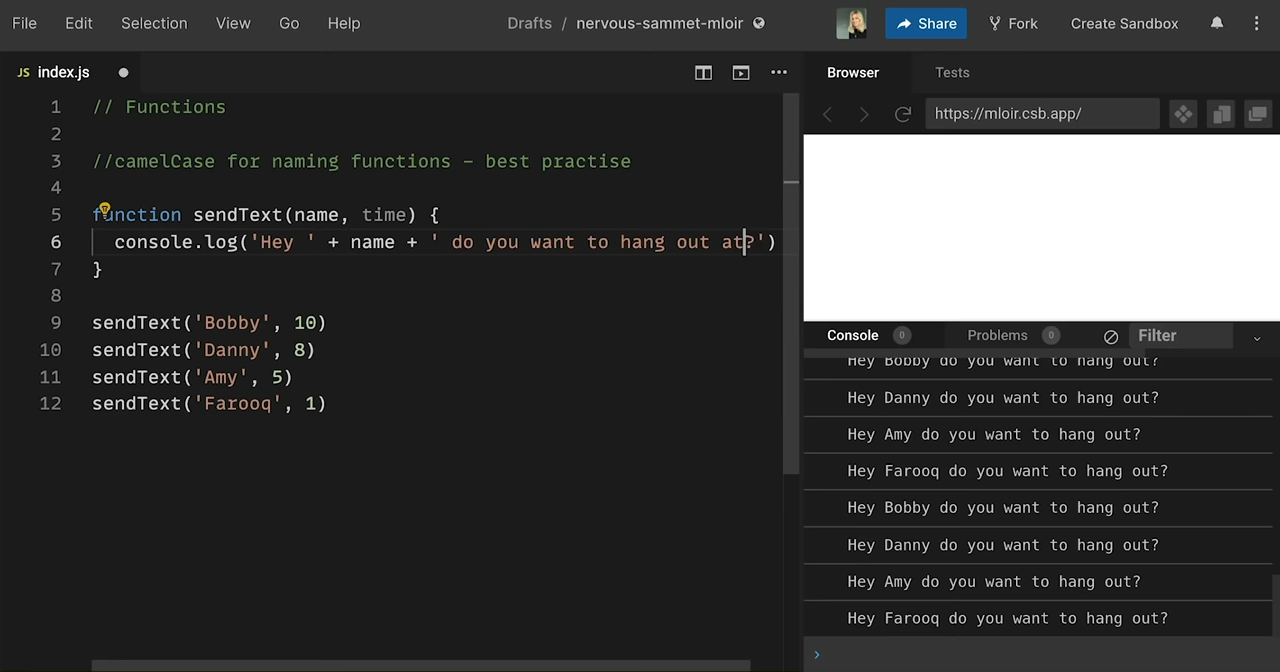 File Edit Selection View Go Help Drafts / nervous-sammet-mloir Share Fork Create Sandbox
JS index.js Browser Tests
https://mloir.csb.app/
1 // Functions
2
3 //camelCase for naming functions - best practise
4
5 function sendText(name, time) {
6 console.log('Hey ' + name + ' do you want to hang out at?')
7 }
8
9 sendText('Bobby', 10)
10 sendText('Danny', 8)
11 sendText('Amy', 5)
12 sendText('Farooq', 1)
Console 0 Problems 0 Filter
Hey Bobby do you want to hang out?
Hey Danny do you want to hang out?
Hey Amy do you want to hang out?
Hey Farooq do you want to hang out?
Hey Bobby do you want to hang out?
Hey Danny do you want to hang out?
Hey Amy do you want to hang out?
Hey Farooq do you want to hang out?